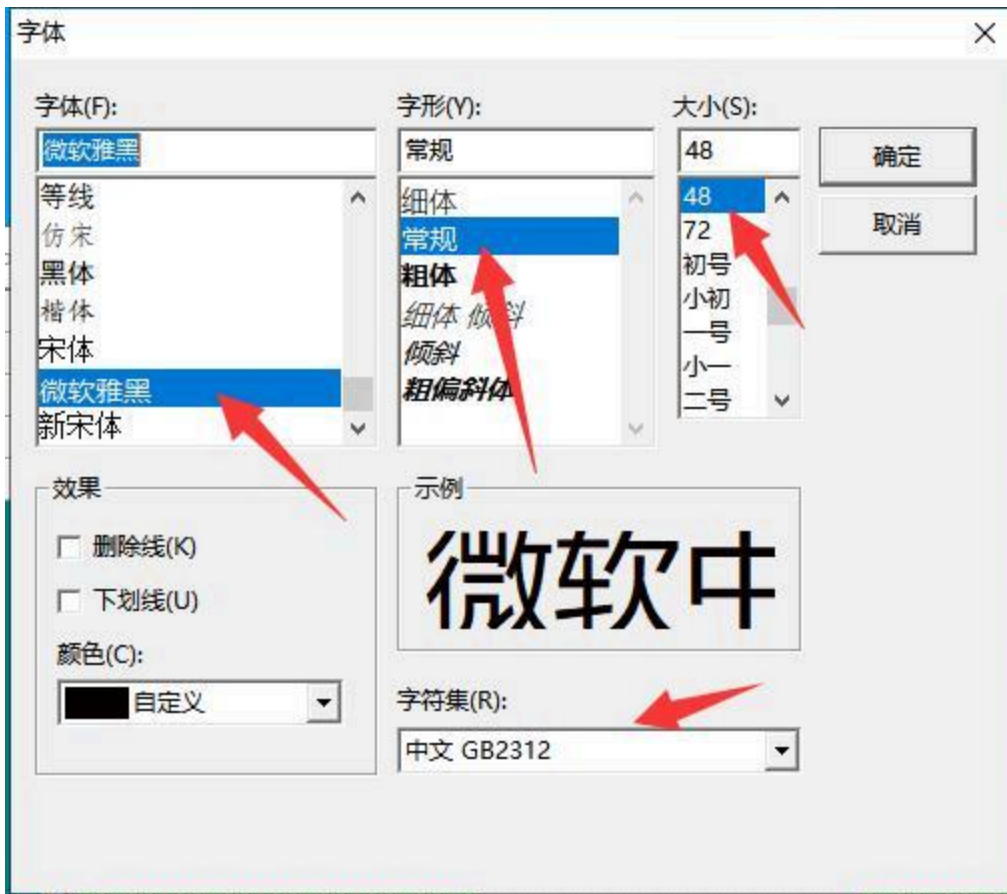 字体
字体(F):
微软雅黑
等线
仿宋
黑体
楷体
宋体
微软雅黑
新宋体
字形(Y):
常规
细体
常规
粗体
细体 倾斜
倾斜
粗偏斜体
大小(S):
48
48
72
初号
小初
一号
小一
二号
确定
取消
效果
删除线(K)
下划线(U)
颜色(C):
自定义
示例
微软中
字符集(R):
中文 GB2312